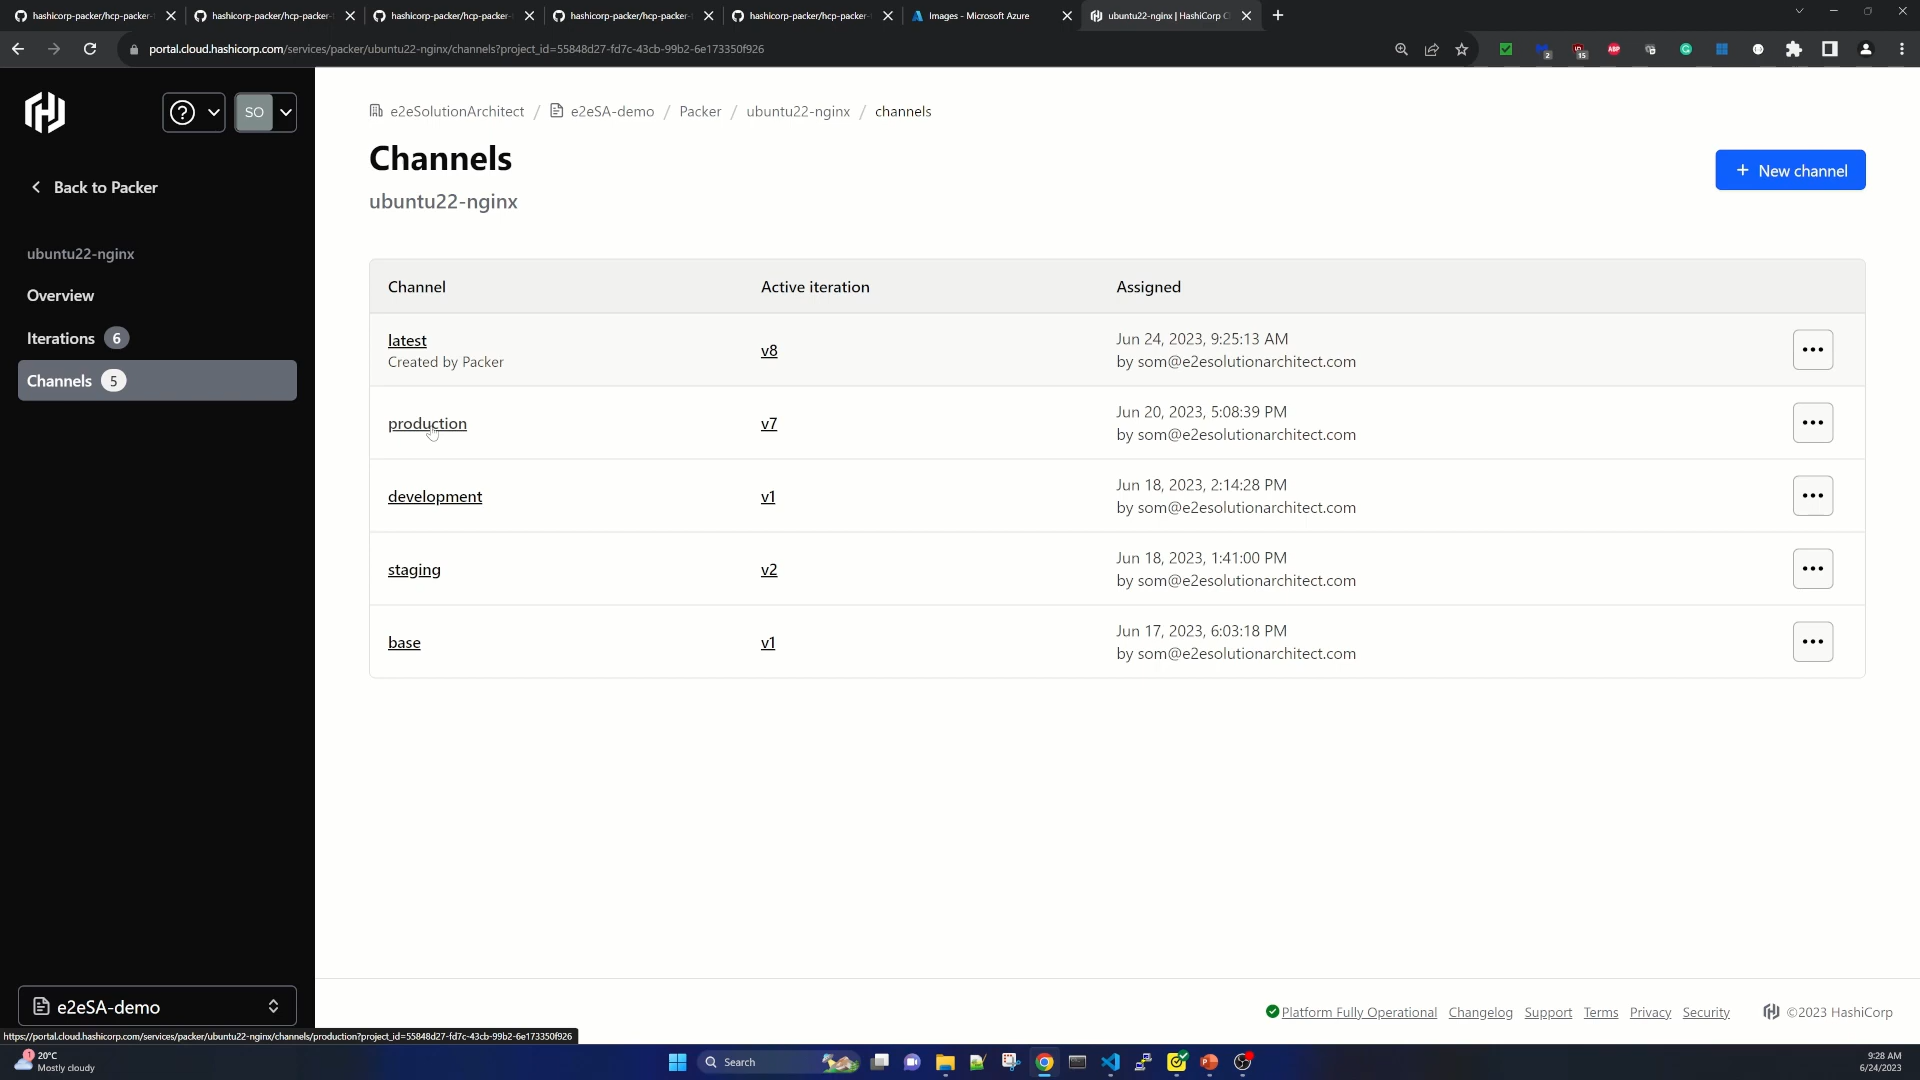 hashicorp-packer/hcp-packer-
hashicorp-packer/hcp-packer-
hashicorp-packer/hcp-packer-
hashicorp-packer/hcp-packer-
hashicorp-packer/hcp-packer-
Images - Microsoft Azure
ubuntu22-nginx | HashiCorp C
portal.cloud.hashicorp.com/services/packer/ubuntu22-nginx/channels?project_id=55848d27-fd7c-43cb-99b2-6e173350f926
2
15
ABP
SO
Back to Packer
ubuntu22-nginx
Overview
Iterations 6
Channels 5
e2eSolutionArchitect / e2eSA-demo / Packer / ubuntu22-nginx / channels
Channels
ubuntu22-nginx
+ New channel
Channel Active iteration Assigned
latest
Created by Packer
v8
Jun 24, 2023, 9:25:13 AM
by som@e2esolutionarchitect.com
production
v7
Jun 20, 2023, 5:08:39 PM
by som@e2esolutionarchitect.com
development
v1
Jun 18, 2023, 2:14:28 PM
by som@e2esolutionarchitect.com
staging
v2
Jun 18, 2023, 1:41:00 PM
by som@e2esolutionarchitect.com
base
v1
Jun 17, 2023, 6:03:18 PM
by som@e2esolutionarchitect.com
e2eSA-demo
Platform Fully Operational Changelog Support Terms Privacy Security ©2023 HashiCorp
https://portal.cloud.hashicorp.com/services/packer/ubuntu22-nginx/channels/production?project_id=55848d27-fd7c-43cb-99b2-6e173350f926
1
20°C
Mostly cloudy
Search
9:28 AM
6/24/2023